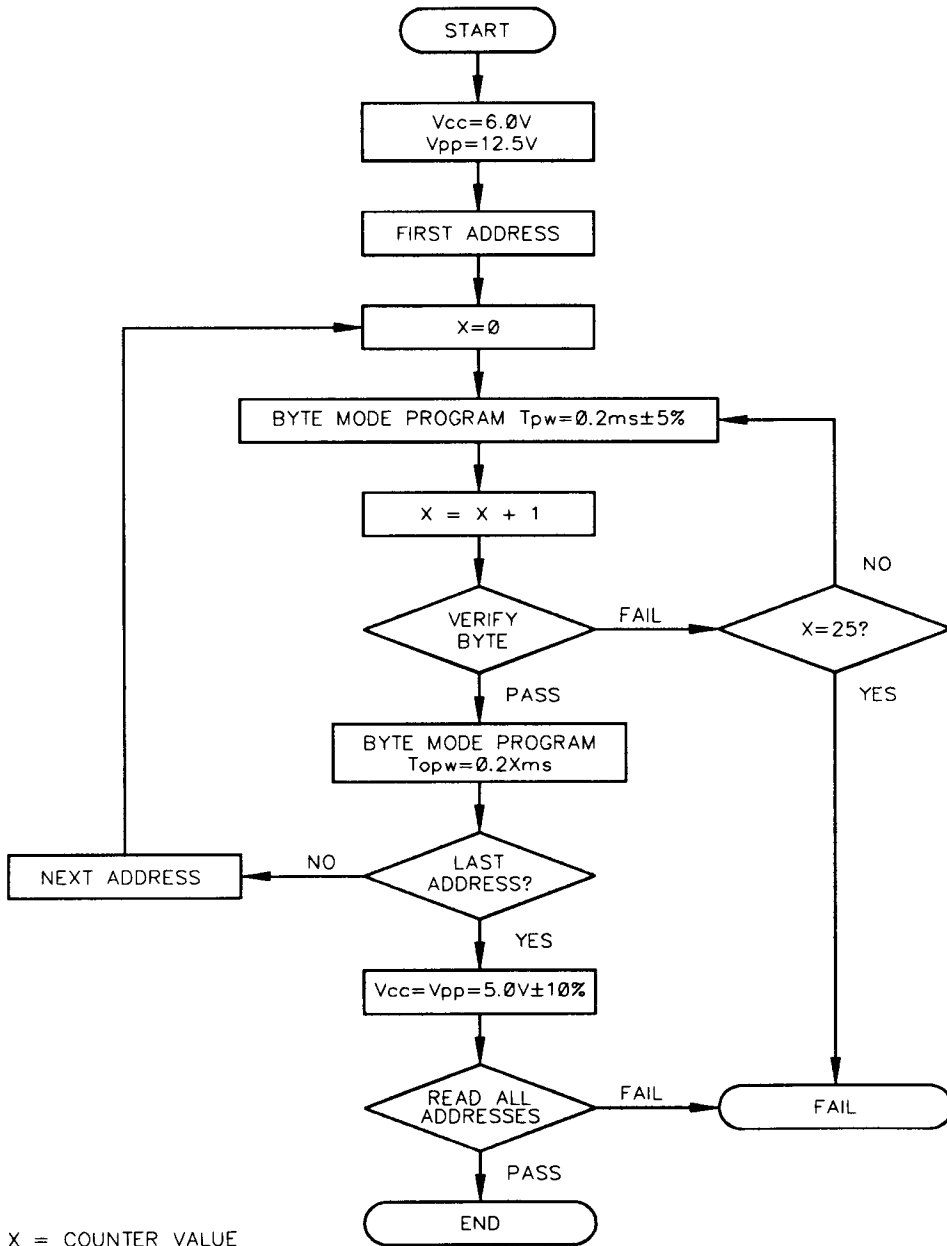 START
Vcc=6.0V
Vpp=12.5V
FIRST ADDRESS
X=0
BYTE MODE PROGRAM Tpw=0.2ms±5%
X = X + 1
NO
VERIFY
BYTE
FAIL
X=25?
PASS
YES
BYTE MODE PROGRAM
Topw=0.2Xms
NEXT ADDRESS
NO
LAST
ADDRESS?
YES
Vcc=Vpp=5.0V±10%
READ ALL
ADDRESSES
FAIL
FAIL
PASS
END
X = COUNTER VALUE